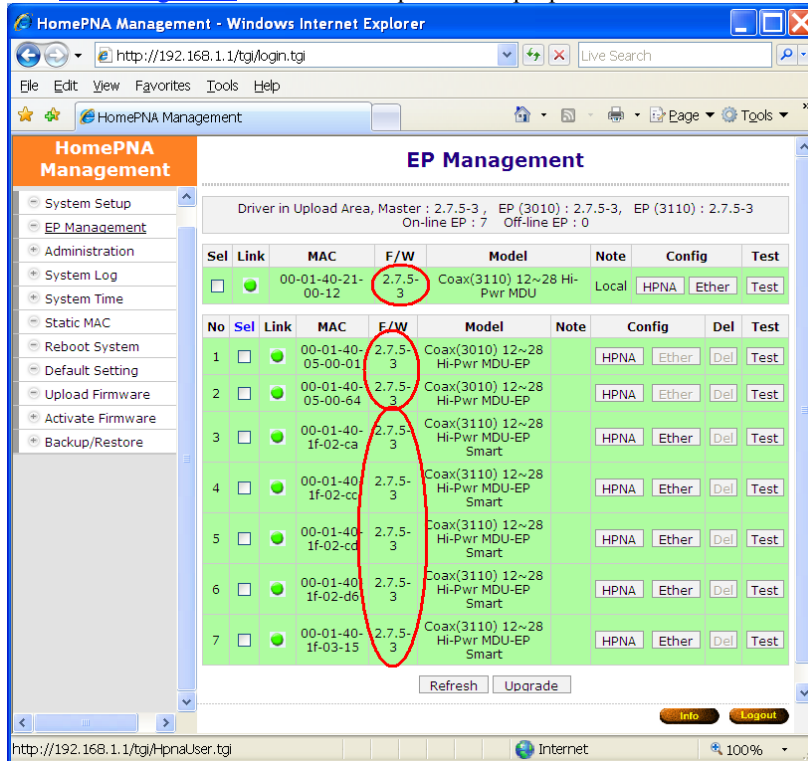 HomePNA Management - Windows Internet Explorer
http://192.168.1.1/tgi/login.tgi
Live Search
File Edit View Favorites Tools Help
HomePNA Management
Page Tools
HomePNA
Management
System Setup
EP Management
Administration
System Log
System Time
Static MAC
Reboot System
Default Setting
Upload Firmware
Activate Firmware
Backup/Restore
EP Management
Driver in Upload Area, Master : 2.7.5-3 , EP (3010) : 2.7.5-3, EP (3110) : 2.7.5-3
On-line EP : 7 Off-line EP : 0
Sel Link MAC F/W Model Note Config Test
00-01-40-21-00-12 2.7.5-3 Coax(3110) 12~28 Hi-Pwr MDU Local HPNA Ether Test
No Sel Link MAC F/W Model Note Config Del Test
1 00-01-40-05-00-01 2.7.5-3 Coax(3010) 12~28 Hi-Pwr MDU-EP HPNA Ether Del Test
2 00-01-40-05-00-64 2.7.5-3 Coax(3010) 12~28 Hi-Pwr MDU-EP HPNA Ether Del Test
3 00-01-40-1f-02-ca 2.7.5-3 Coax(3110) 12~28 Hi-Pwr MDU-EP Smart HPNA Ether Del Test
4 00-01-40-1f-02-cc 2.7.5-3 Coax(3110) 12~28 Hi-Pwr MDU-EP Smart HPNA Ether Del Test
5 00-01-40-1f-02-cd 2.7.5-3 Coax(3110) 12~28 Hi-Pwr MDU-EP Smart HPNA Ether Del Test
6 00-01-40-1f-02-d6 2.7.5-3 Coax(3110) 12~28 Hi-Pwr MDU-EP Smart HPNA Ether Del Test
7 00-01-40-1f-03-15 2.7.5-3 Coax(3110) 12~28 Hi-Pwr MDU-EP Smart HPNA Ether Del Test
Refresh Upgrade
Info Logout
http://192.168.1.1/tgi/HpnaUser.tgi
Internet
100%